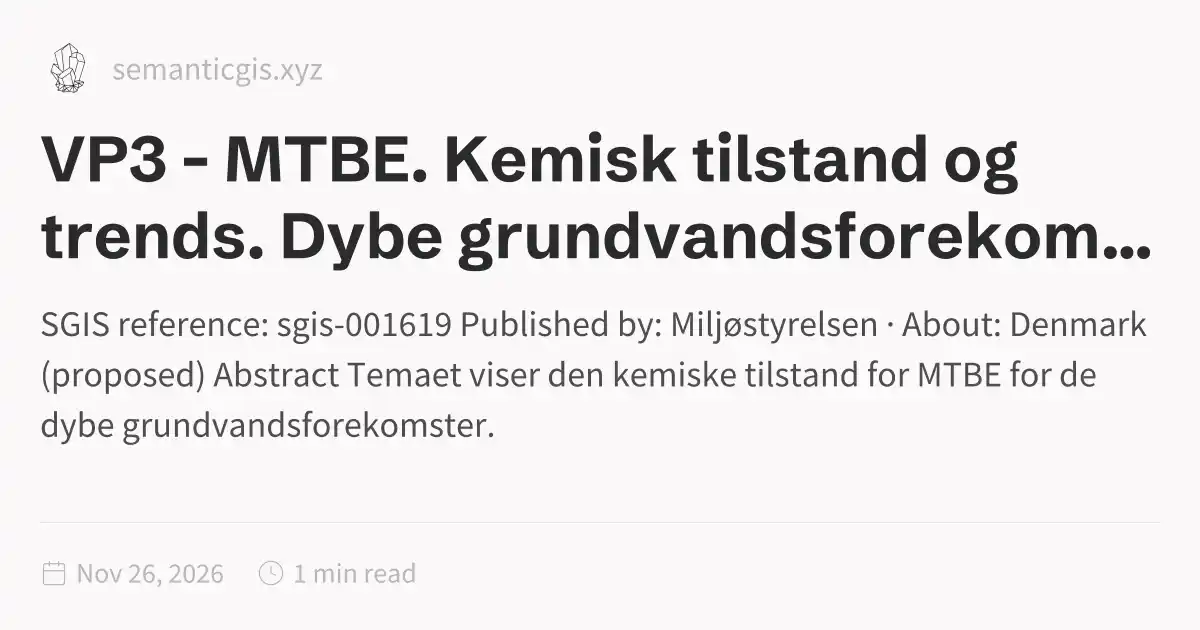 semanticgis.xyz
VP3 - MTBE. Kemisk tilstand og
trends. Dybe grundvandsforekom...
SGIS reference: sgis-001619 Published by: Miljøstyrelsen · About: Denmark
(proposed) Abstract Temaet viser den kemiske tilstand for MTBE for de
dybe grundvandsforekomster.
Nov 26, 2026 1 min read